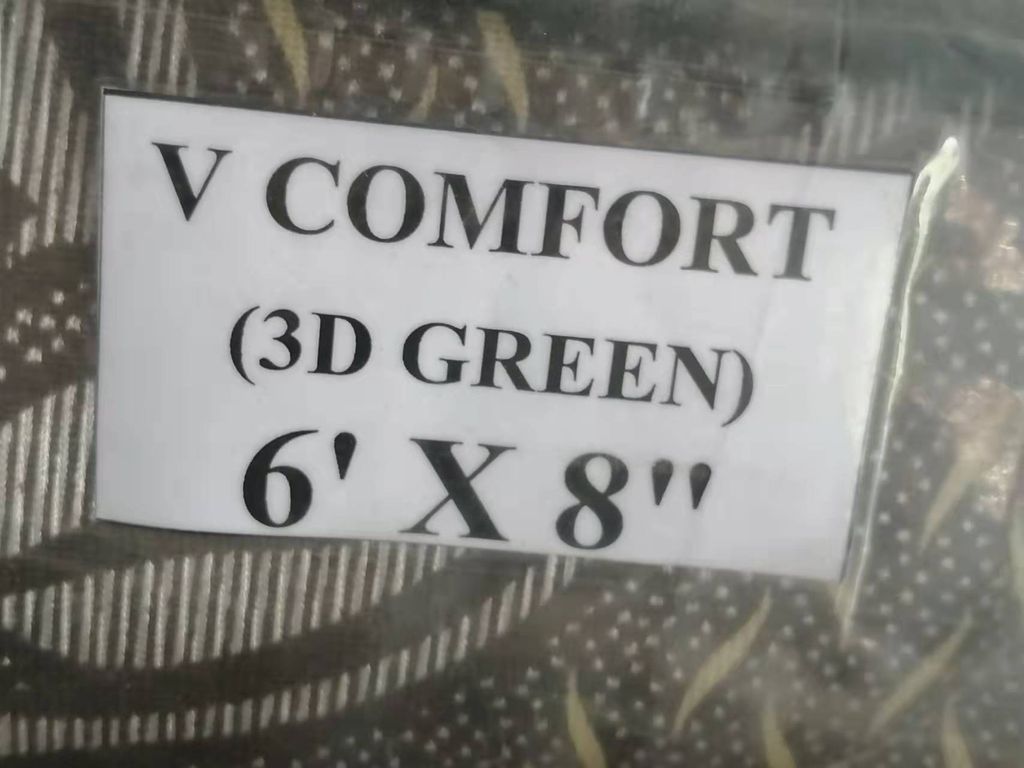 V COMFORT
(3D GREEN)
6' X 8"